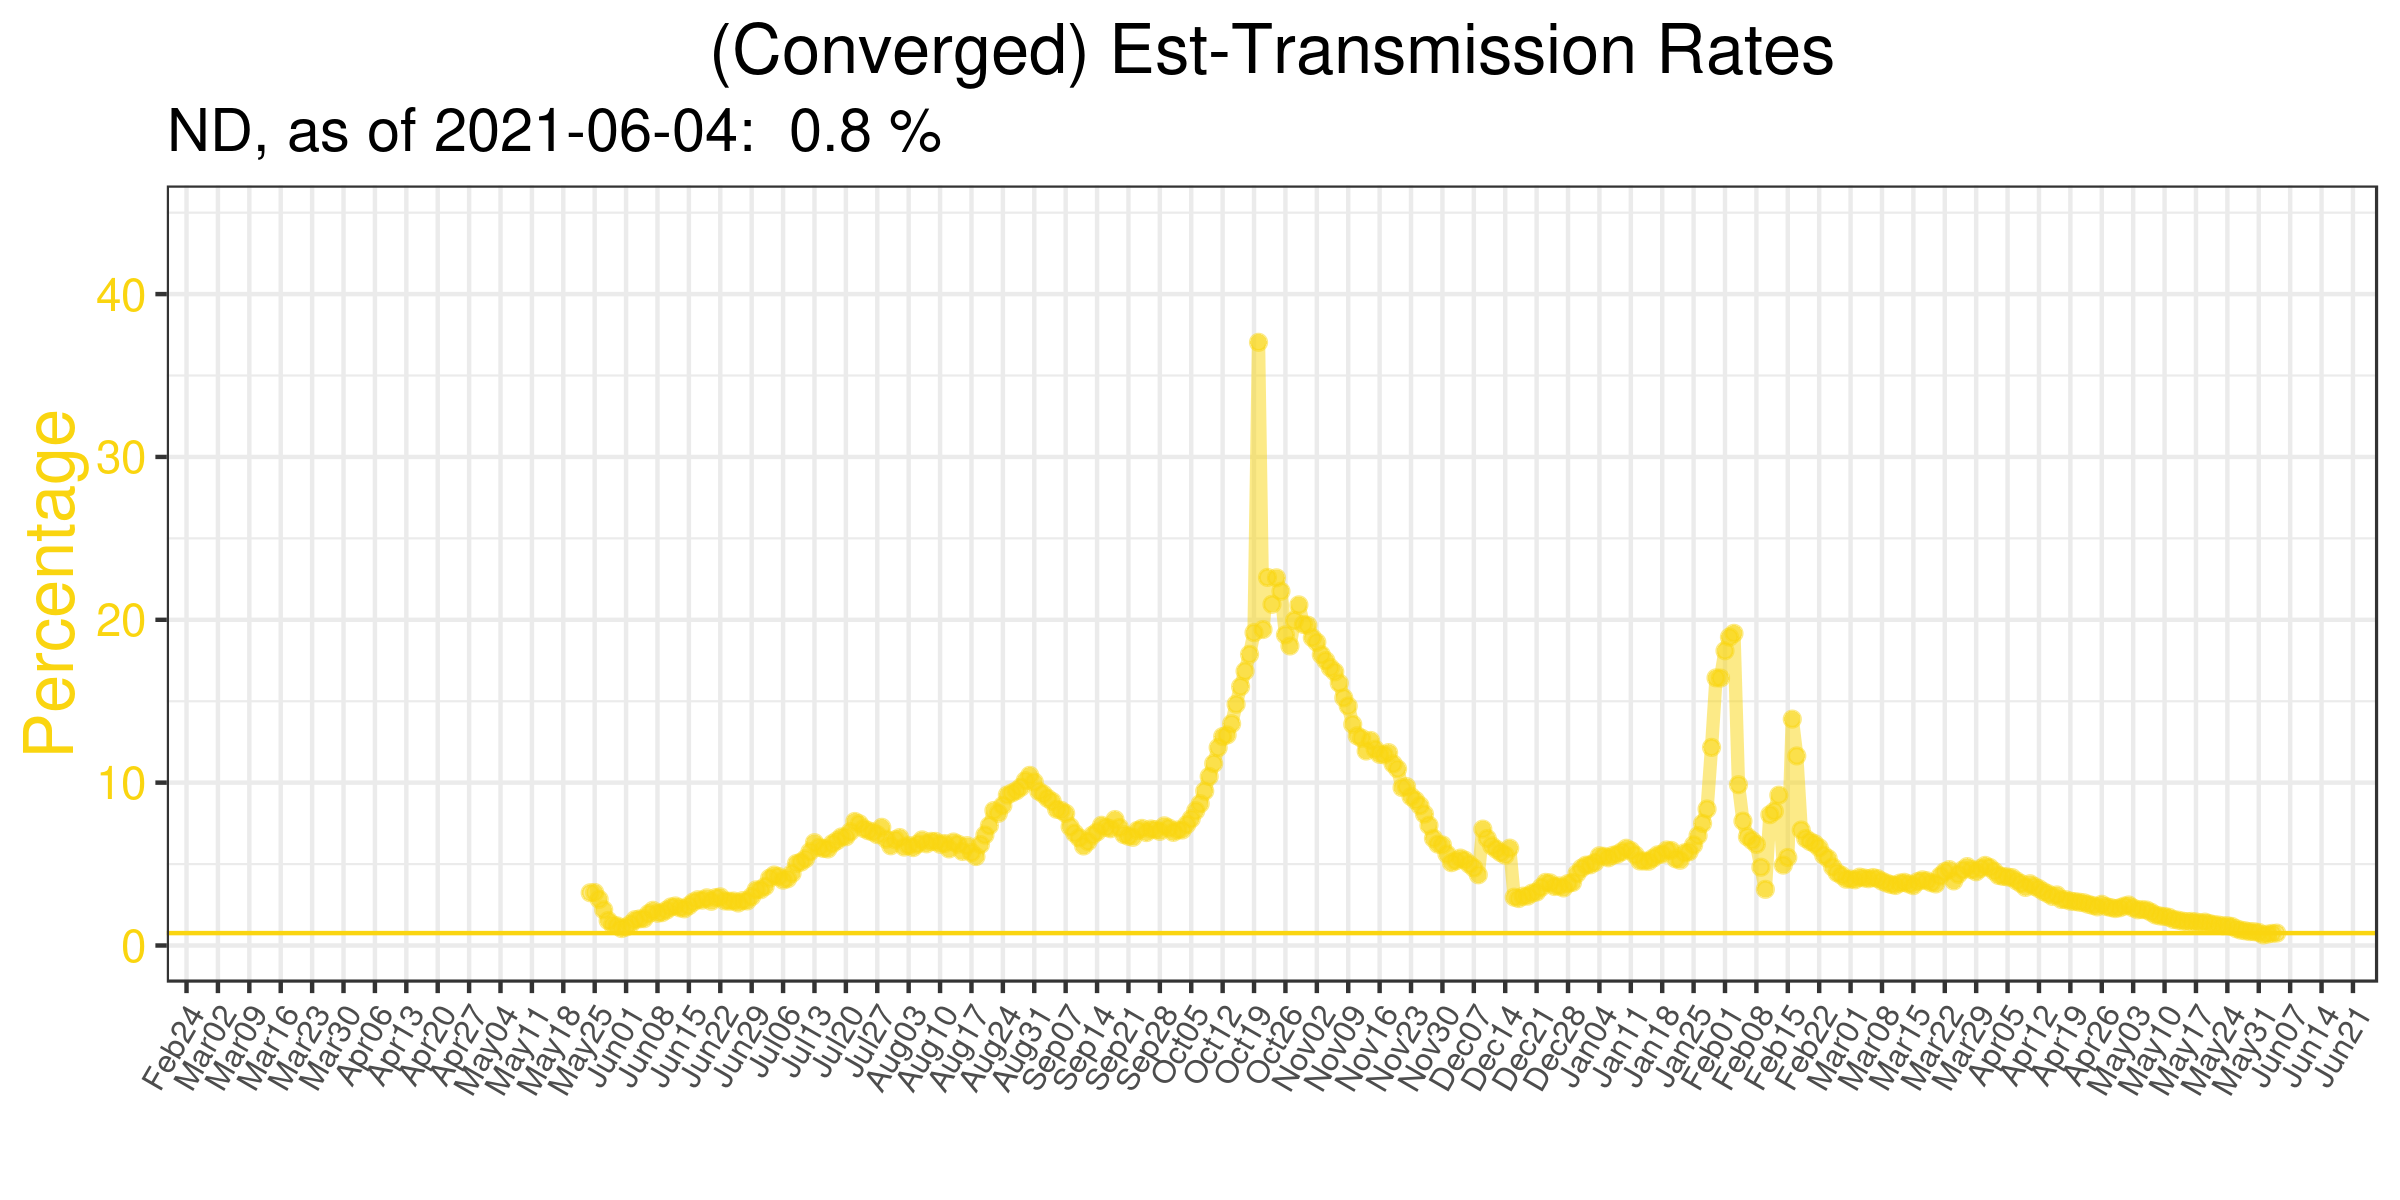 (Converged) Est-Transmission Rates
ND, as of 2021-06-04:  0.8 %
Percentage
40
30
20
10
0
Feb24
Mar02
Mar09
Mar16
Mar23
Mar30
Apr06
Apr13
Apr20
Apr27
May04
May11
May18
May25
Jun01
Jun08
Jun15
Jun22
Jun29
Jul06
Jul13
Jul20
Jul27
Aug03
Aug10
Aug17
Aug24
Aug31
Sep07
Sep14
Sep21
Sep28
Oct05
Oct12
Oct19
Oct26
Nov02
Nov09
Nov16
Nov23
Nov30
Dec07
Dec14
Dec21
Dec28
Jan04
Jan11
Jan18
Jan25
Feb01
Feb08
Feb15
Feb22
Mar01
Mar08
Mar15
Mar22
Mar29
Apr05
Apr12
Apr19
Apr26
May03
May10
May17
May24
May31
Jun07
Jun14
Jun21